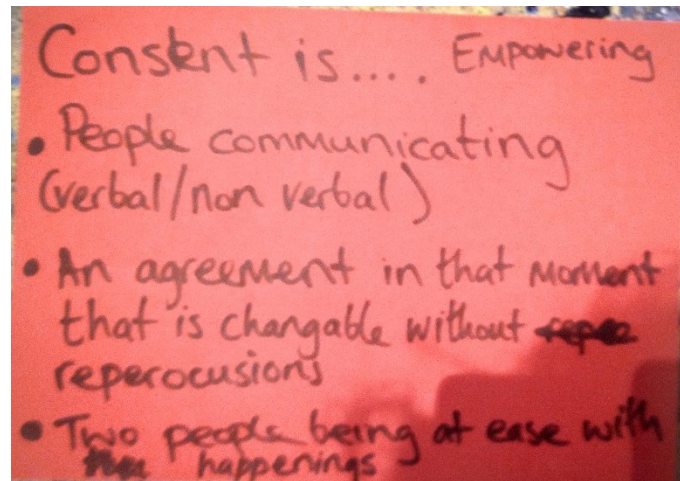 Consent is.... Empowering
• People communicating
(verbal/non verbal)
• An agreement in that moment
that is changable without
reperocusions
• Two people being at ease with
happenings